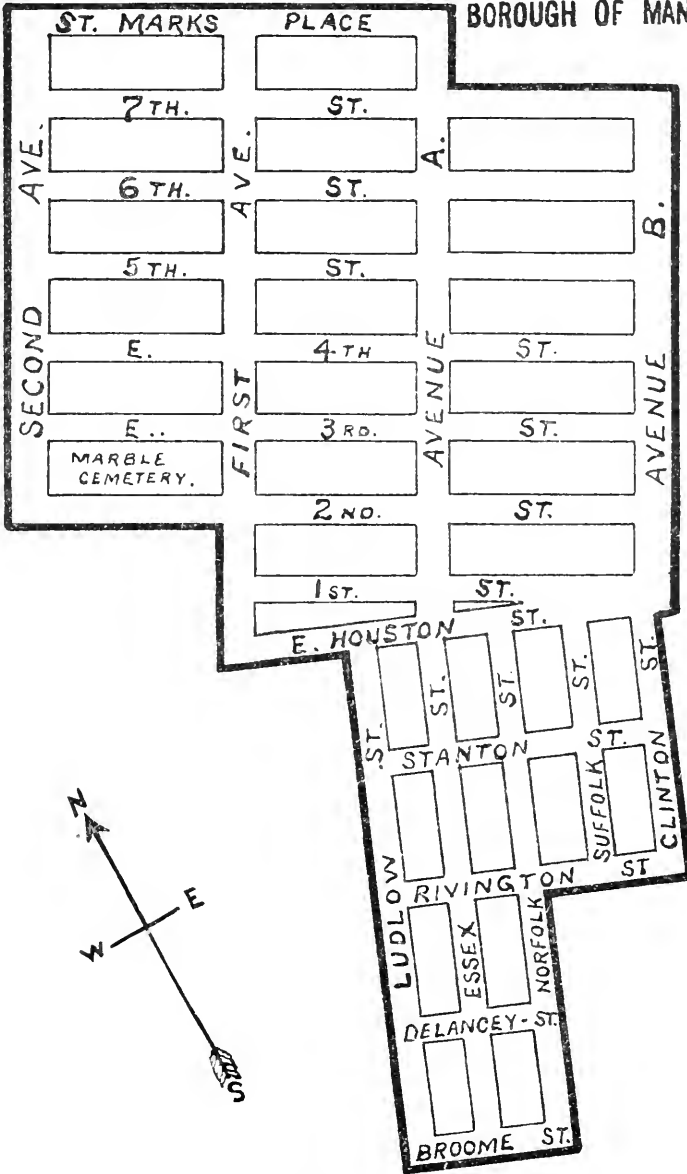 BOROUGH OF MAN
ST. MARKS PLACE
7TH. ST.
6TH. ST.
5TH. ST.
E. 4TH ST.
E.. 3RD. ST.
MARBLE
CEMETERY.
2ND. ST.
1ST. ST.
E. HOUSTON ST.
SECOND AVE.
FIRST AVE.
AVENUE A.
AVENUE B.
ST. ST. ST. ST. ST.
STANTON ST.
RIVINGTON ST
DELANCEY-ST.
BROOME ST.
LUDLOW
ESSEX
NORFOLK
SUFFOLK
CLINTON
N
E
W
S